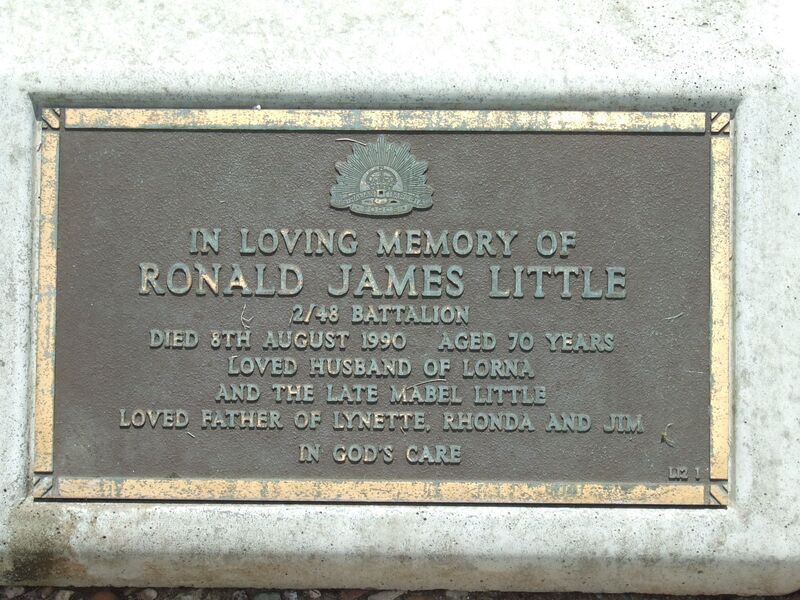 IN LOVING MEMORY OF
RONALD JAMES LITTLE
2/48 BATTALION
DIED 8TH AUGUST 1990 AGED 70 YEARS
LOVED HUSBAND OF LORNA
AND THE LATE MABEL LITTLE
LOVED FATHER OF LYNETTE, RHONDA AND JIM
IN GOD'S CARE